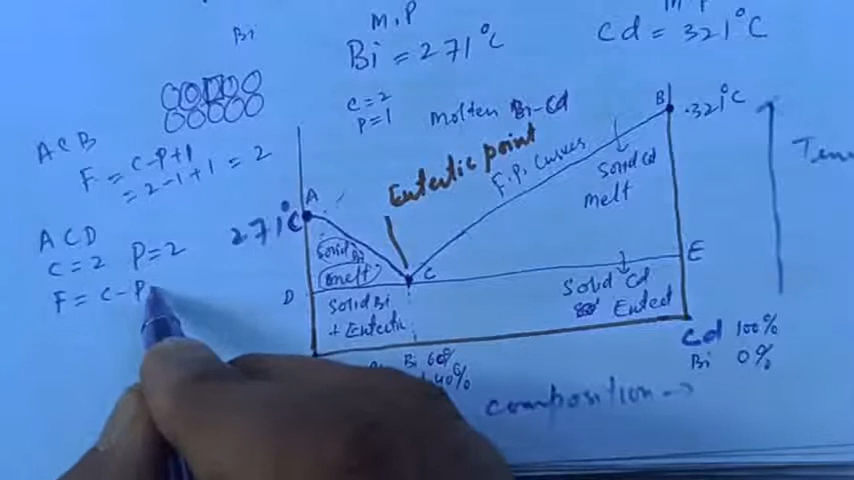 Bi
M.P
Bi = 271°C
M.P
Cd = 321°C
C=2
P=1
Molten Bi-Cd
ACB
F = C-P+1
= 2-1+1 = 2
ACD
C=2 P=2
F = C-P
A
271°C
B
321°C
Eutectic point
F.P. Curves
Solid Cd
melt
Solid Bi
melt
C
D
E
Solid Bi
+ Eutectic
Solid Cd
Eutect
Bi 60%
40%
Cd 100%
Bi 0%
composition →